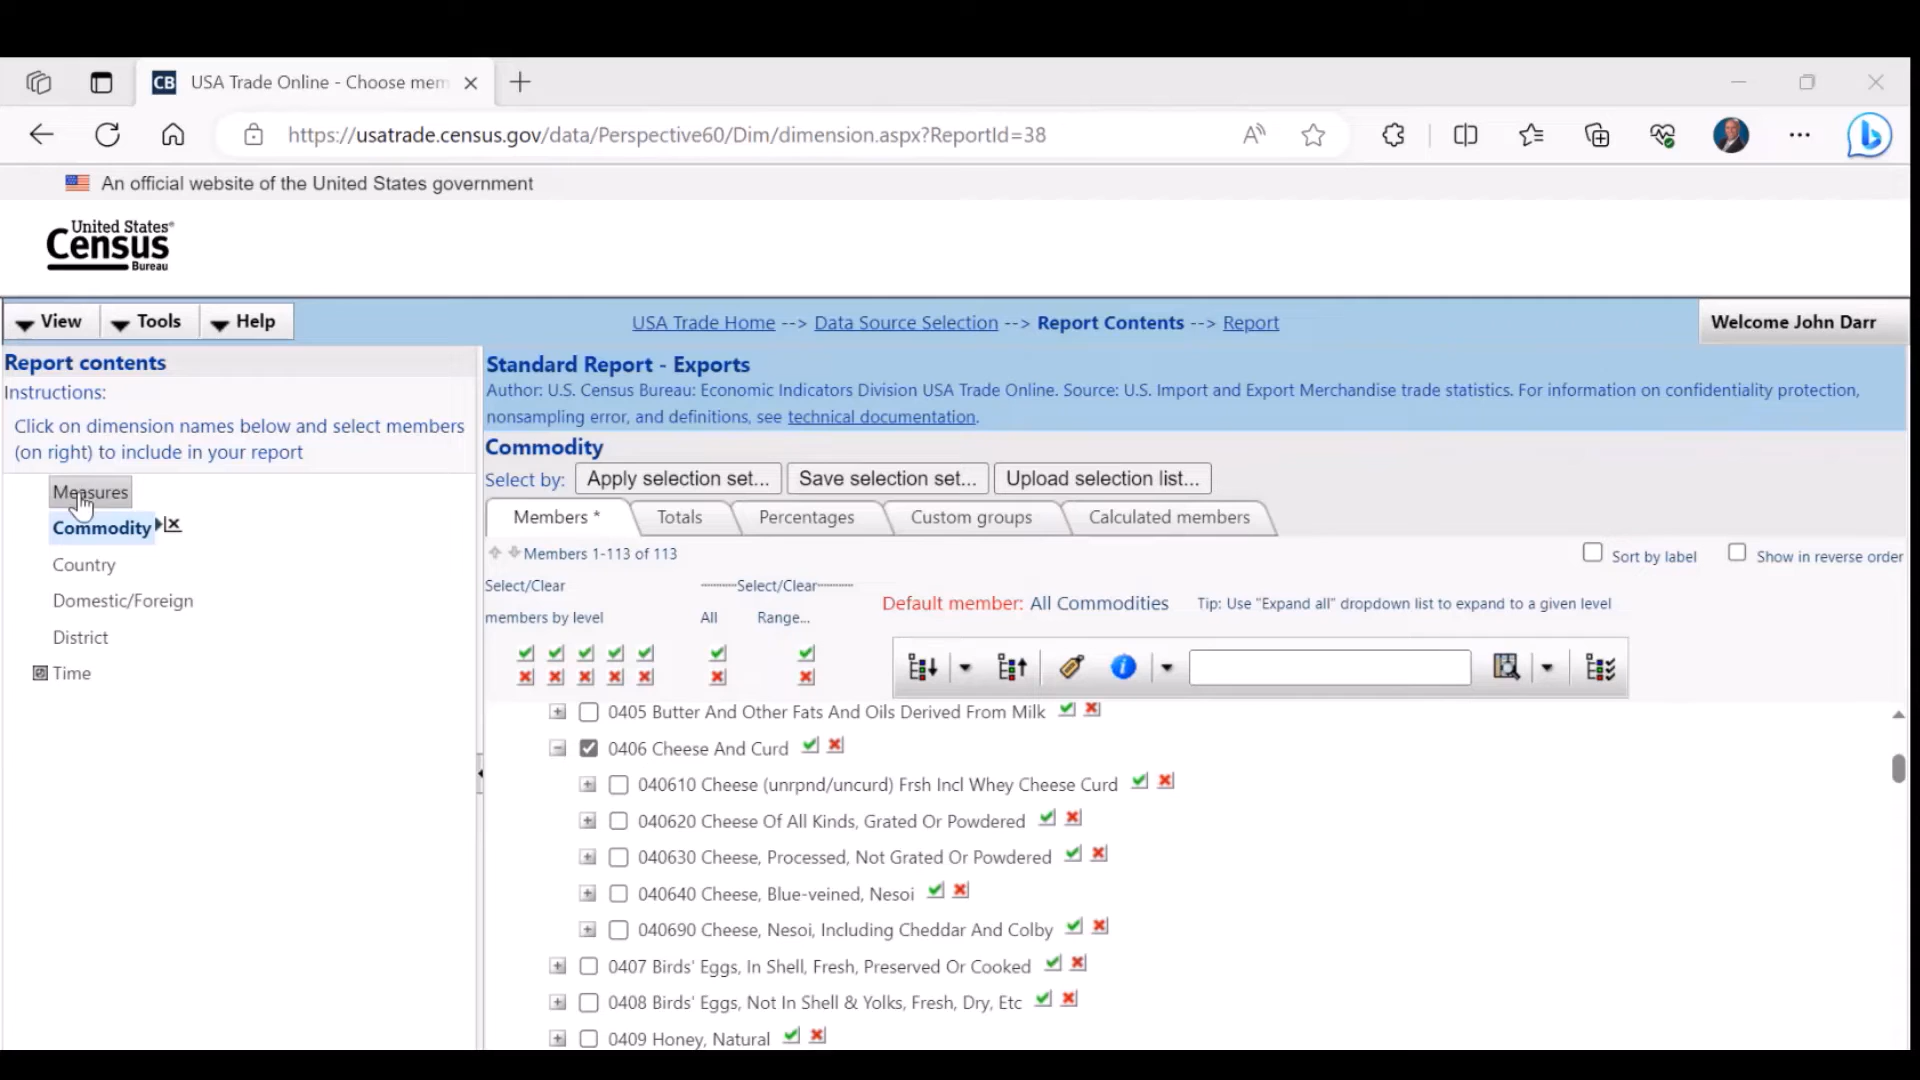 CB USA Trade Online - Choose mem
https://usatrade.census.gov/data/Perspective60/Dim/dimension.aspx?ReportId=38
An official website of the United States government
United States®
Census
Bureau
View Tools Help
USA Trade Home --> Data Source Selection --> Report Contents --> Report
Welcome John Darr
Report contents
Instructions:
Click on dimension names below and select members
(on right) to include in your report
Measures
Commodity
Country
Domestic/Foreign
District
Time
Standard Report - Exports
Author: U.S. Census Bureau: Economic Indicators Division USA Trade Online. Source: U.S. Import and Export Merchandise trade statistics. For information on confidentiality protection,
nonsampling error, and definitions, see technical documentation.
Commodity
Select by: Apply selection set... Save selection set... Upload selection list...
Members * Totals Percentages Custom groups Calculated members
Members 1-113 of 113
Sort by label Show in reverse order
Select/Clear --------Select/Clear--------
members by level All Range...
Default member: All Commodities Tip: Use "Expand all" dropdown list to expand to a given level
0405 Butter And Other Fats And Oils Derived From Milk
0406 Cheese And Curd
040610 Cheese (unrpnd/uncurd) Frsh Incl Whey Cheese Curd
040620 Cheese Of All Kinds, Grated Or Powdered
040630 Cheese, Processed, Not Grated Or Powdered
040640 Cheese, Blue-veined, Nesoi
040690 Cheese, Nesoi, Including Cheddar And Colby
0407 Birds' Eggs, In Shell, Fresh, Preserved Or Cooked
0408 Birds' Eggs, Not In Shell & Yolks, Fresh, Dry, Etc
0409 Honey, Natural